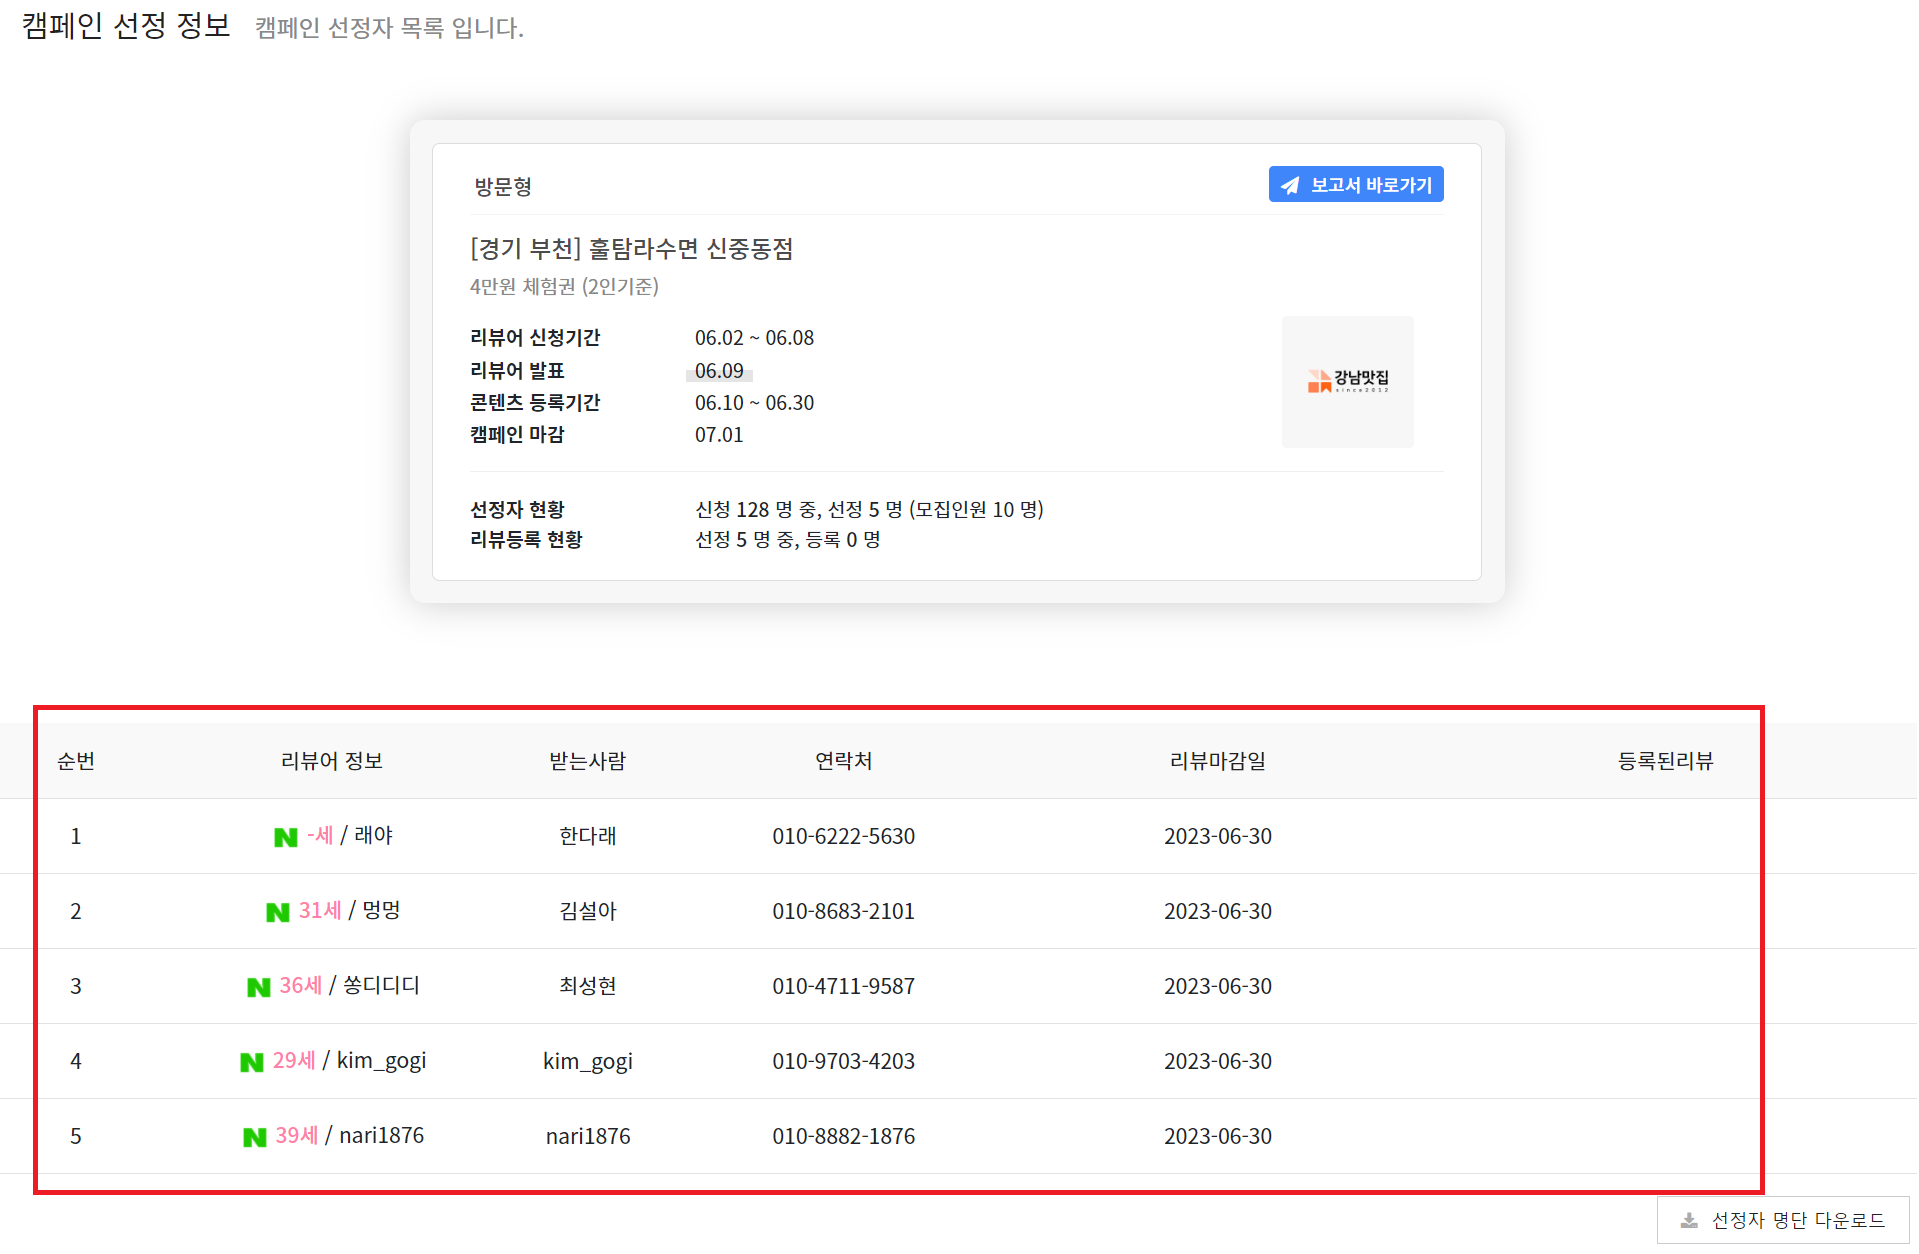 캠페인 선정 정보 캠페인 선정자 목록 입니다.
방문형 보고서 바로가기
[경기 부천] 훌탐라수면 신중동점
4만원 체험권 (2인기준)
리뷰어 신청기간 06.02 ~ 06.08
리뷰어 발표 06.09
콘텐츠 등록기간 06.10 ~ 06.30
캠페인 마감 07.01
강남맛집
since2012
선정자 현황 신청 128 명 중, 선정 5 명 (모집인원 10 명)
리뷰등록 현황 선정 5 명 중, 등록 0 명
순번 리뷰어 정보 받는사람 연락처 리뷰마감일 등록된리뷰
1 N -세 / 래야 한다래 010-6222-5630 2023-06-30
2 N 31세 / 멍멍 김설아 010-8683-2101 2023-06-30
3 N 36세 / 쏭디디디 최성현 010-4711-9587 2023-06-30
4 N 29세 / kim_gogi kim_gogi 010-9703-4203 2023-06-30
5 N 39세 / nari1876 nari1876 010-8882-1876 2023-06-30
선정자 명단 다운로드